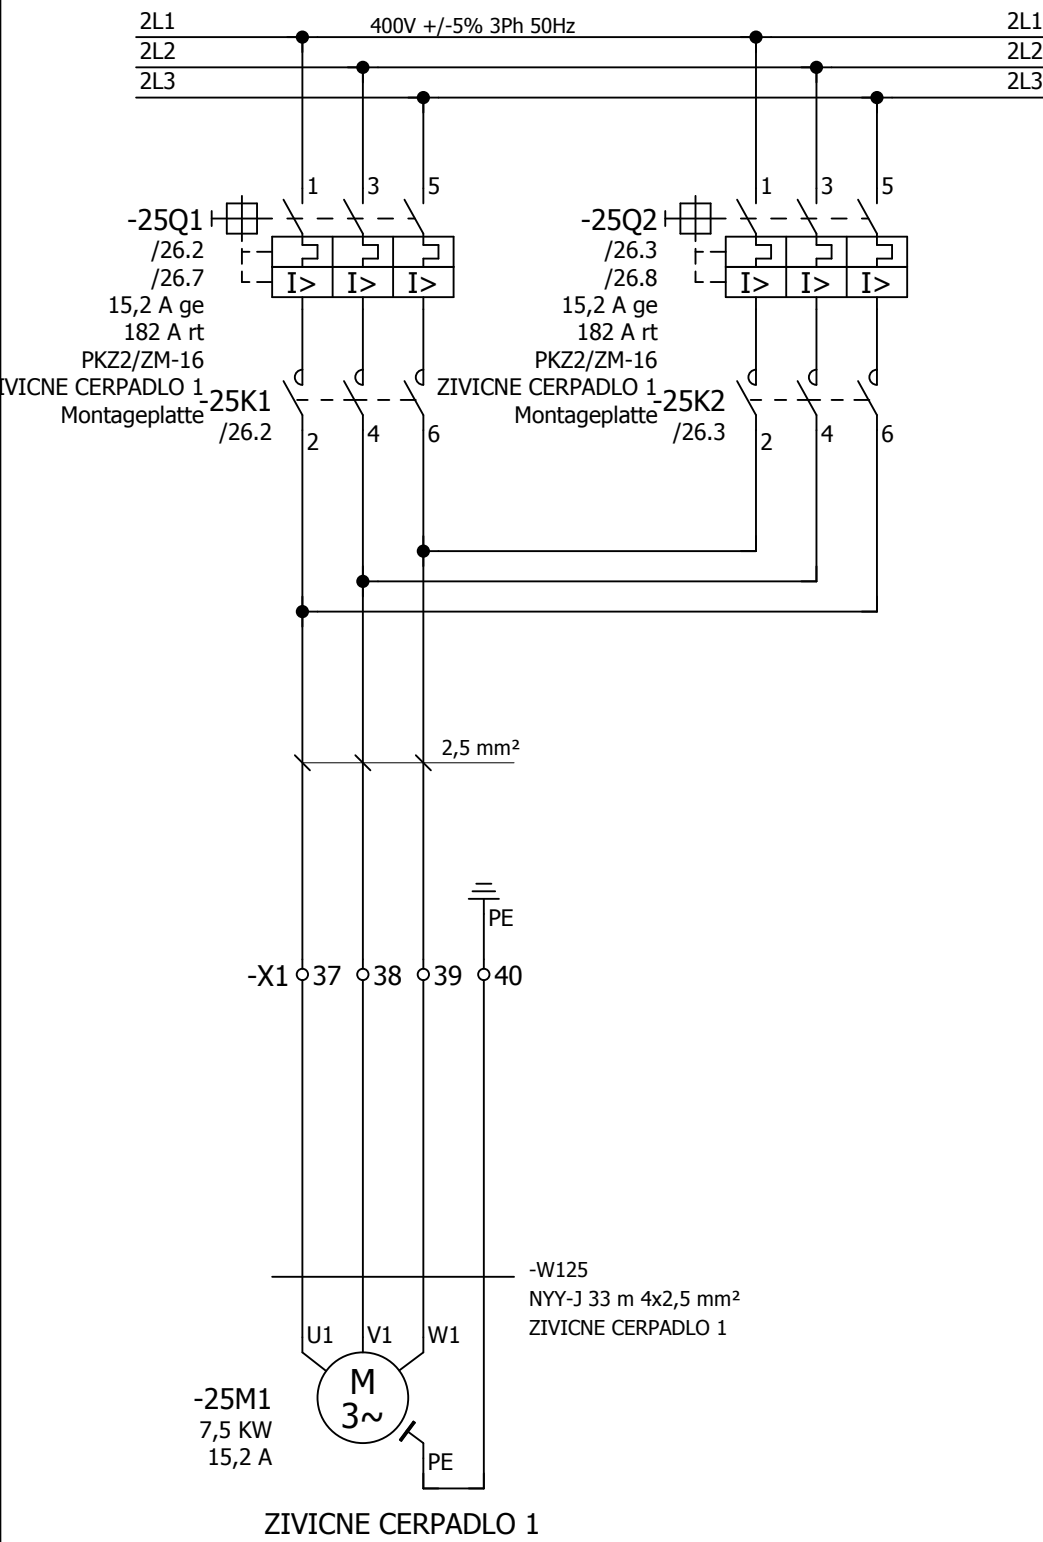 2L1 400V +/-5% 3Ph 50Hz 2L1
2L2 2L2
2L3 2L3
1 3 5
-25Q1
/26.2
/26.7
15,2 A ge
182 A rt
PKZ2/ZM-16
IVICNE CERPADLO 1
Montageplatte
I> I> I>
-25K1
/26.2
2 4 6
1 3 5
-25Q2
/26.3
/26.8
15,2 A ge
182 A rt
PKZ2/ZM-16
ZIVICNE CERPADLO 1
Montageplatte
I> I> I>
-25K2
/26.3
2 4 6
2,5 mm²
PE
-X1 37 38 39 40
-W125
NYY-J 33 m 4x2,5 mm²
ZIVICNE CERPADLO 1
U1 V1 W1
M
3~
-25M1
7,5 KW
15,2 A
PE
ZIVICNE CERPADLO 1